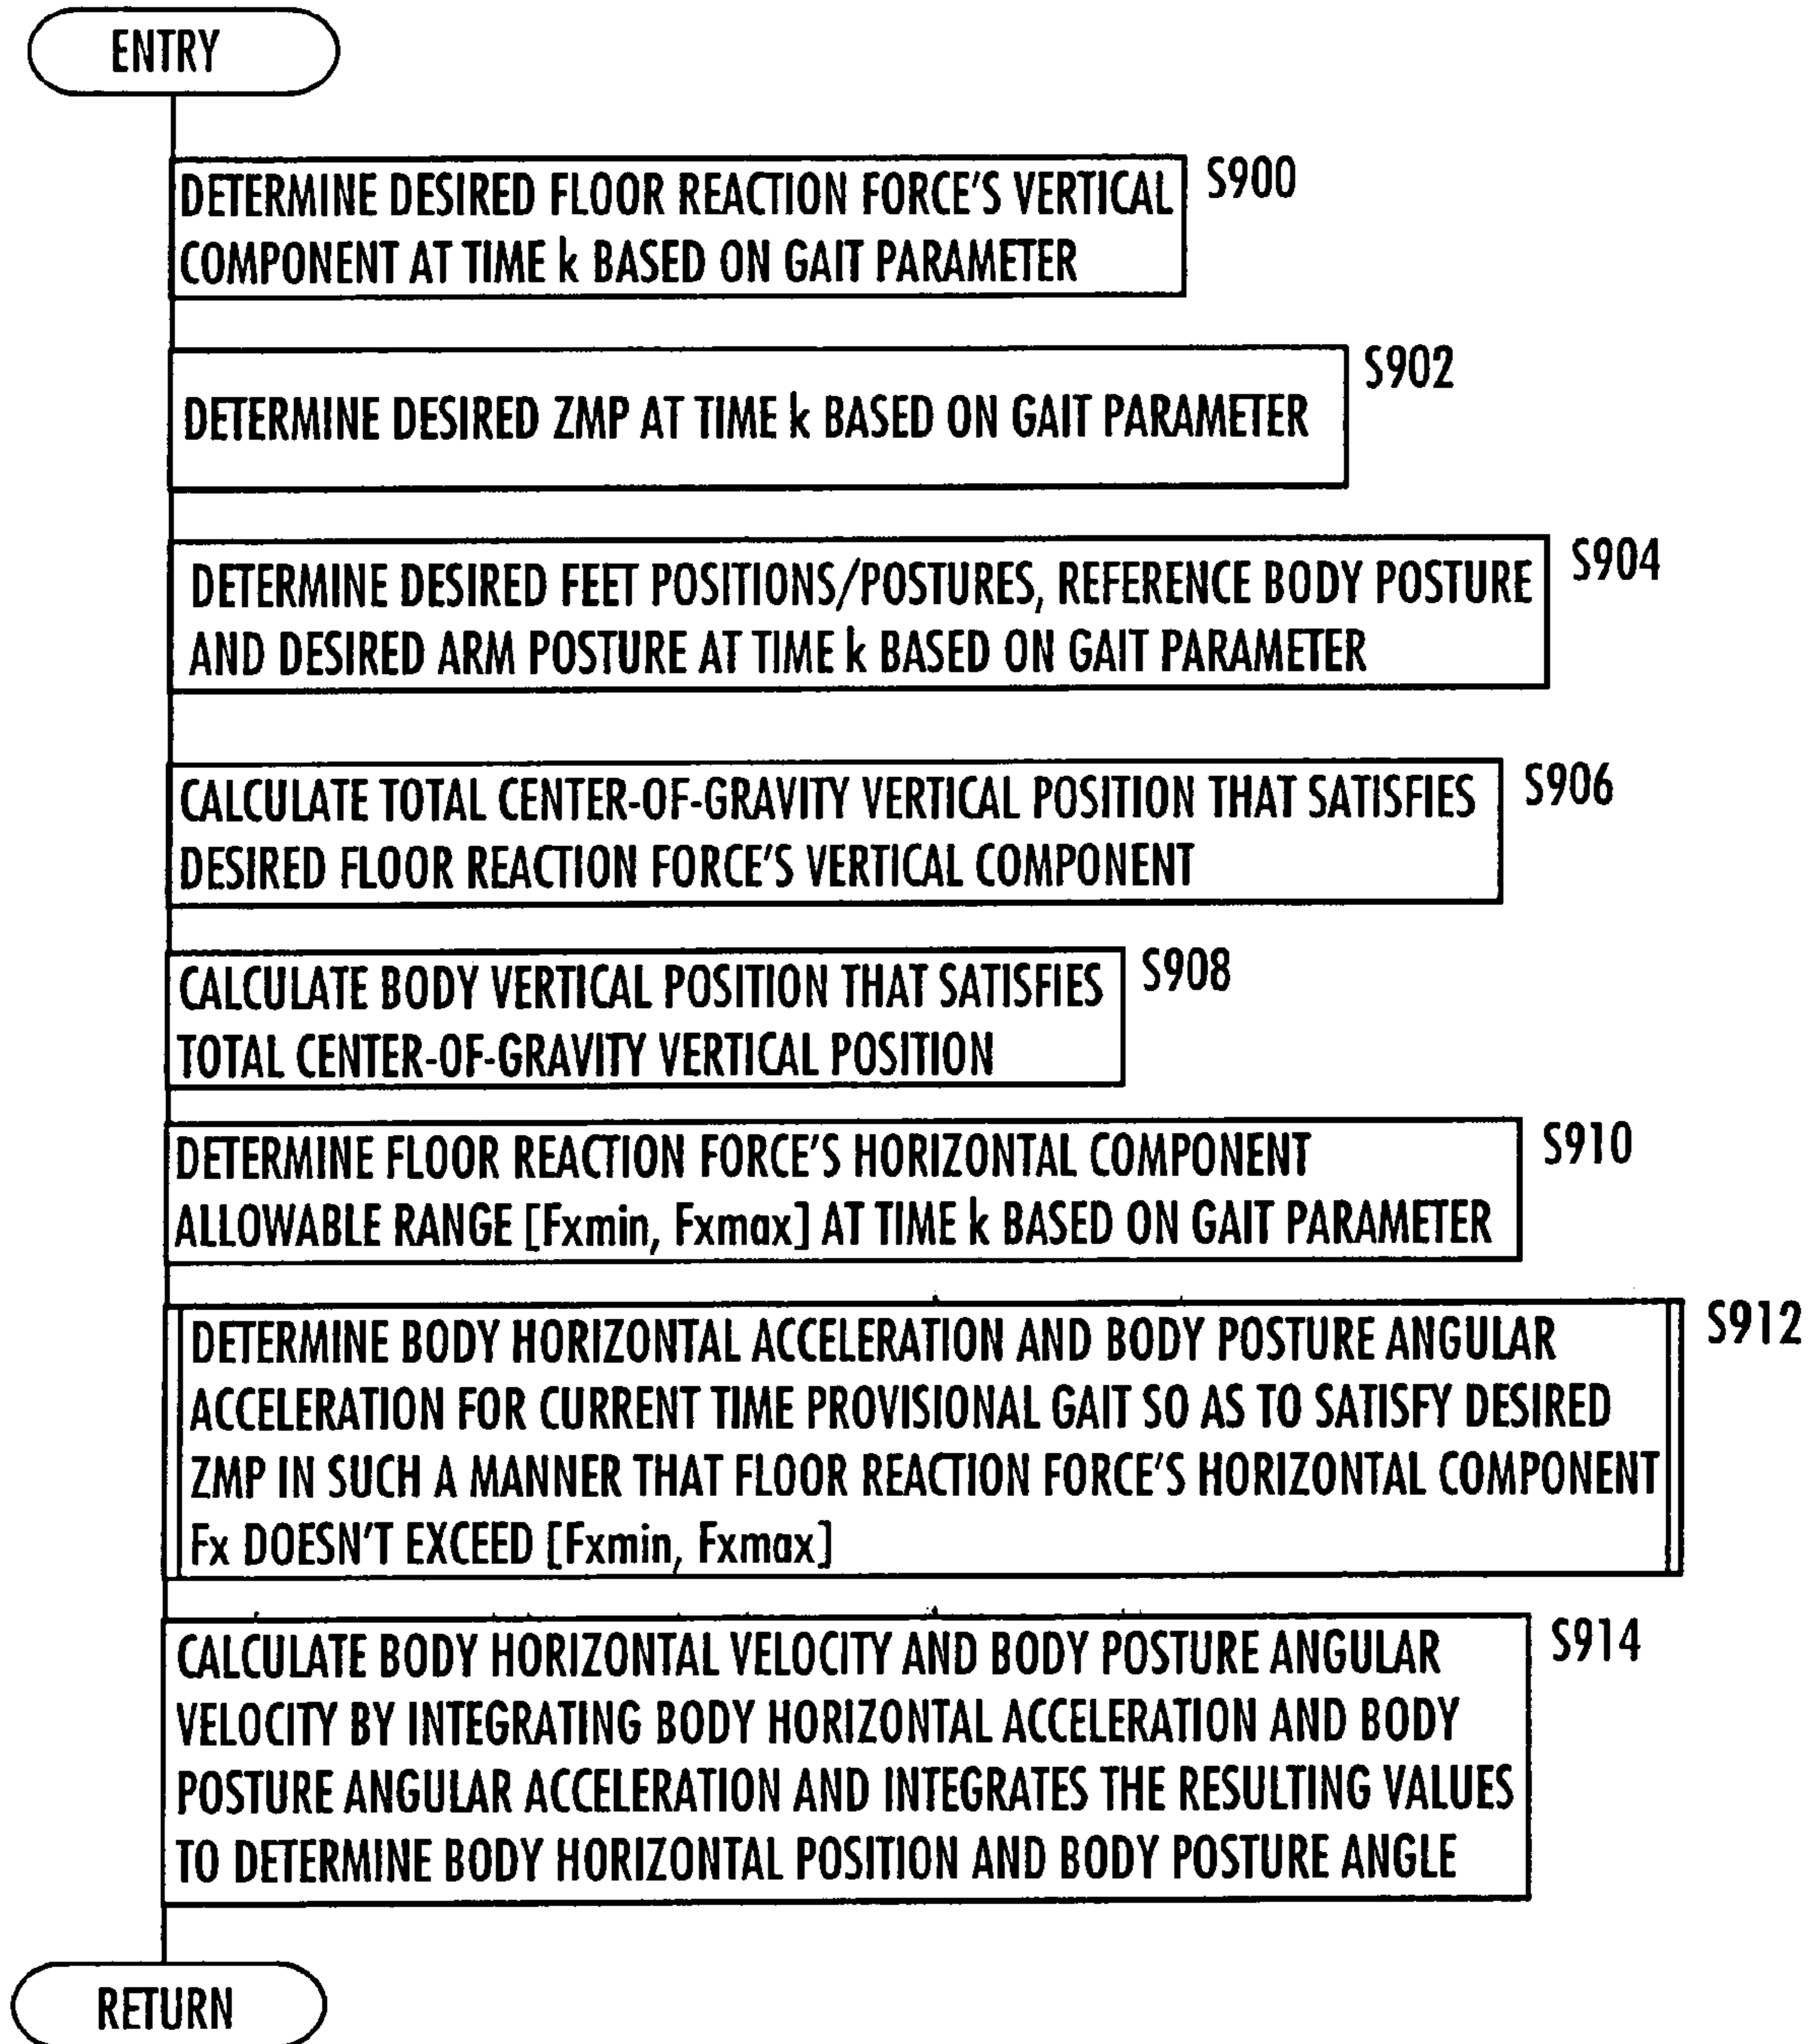 ENTRY
DETERMINE DESIRED FLOOR REACTION FORCE'S VERTICAL
COMPONENT AT TIME k BASED ON GAIT PARAMETER
S900
DETERMINE DESIRED ZMP AT TIME k BASED ON GAIT PARAMETER
S902
DETERMINE DESIRED FEET POSITIONS/POSTURES, REFERENCE BODY POSTURE
AND DESIRED ARM POSTURE AT TIME k BASED ON GAIT PARAMETER
S904
CALCULATE TOTAL CENTER-OF-GRAVITY VERTICAL POSITION THAT SATISFIES
DESIRED FLOOR REACTION FORCE'S VERTICAL COMPONENT
S906
CALCULATE BODY VERTICAL POSITION THAT SATISFIES
TOTAL CENTER-OF-GRAVITY VERTICAL POSITION
S908
DETERMINE FLOOR REACTION FORCE'S HORIZONTAL COMPONENT
ALLOWABLE RANGE [Fxmin, Fxmax] AT TIME k BASED ON GAIT PARAMETER
S910
DETERMINE BODY HORIZONTAL ACCELERATION AND BODY POSTURE ANGULAR
ACCELERATION FOR CURRENT TIME PROVISIONAL GAIT SO AS TO SATISFY DESIRED
ZMP IN SUCH A MANNER THAT FLOOR REACTION FORCE'S HORIZONTAL COMPONENT
Fx DOESN'T EXCEED [Fxmin, Fxmax]
S912
CALCULATE BODY HORIZONTAL VELOCITY AND BODY POSTURE ANGULAR
VELOCITY BY INTEGRATING BODY HORIZONTAL ACCELERATION AND BODY
POSTURE ANGULAR ACCELERATION AND INTEGRATES THE RESULTING VALUES
TO DETERMINE BODY HORIZONTAL POSITION AND BODY POSTURE ANGLE
S914
RETURN